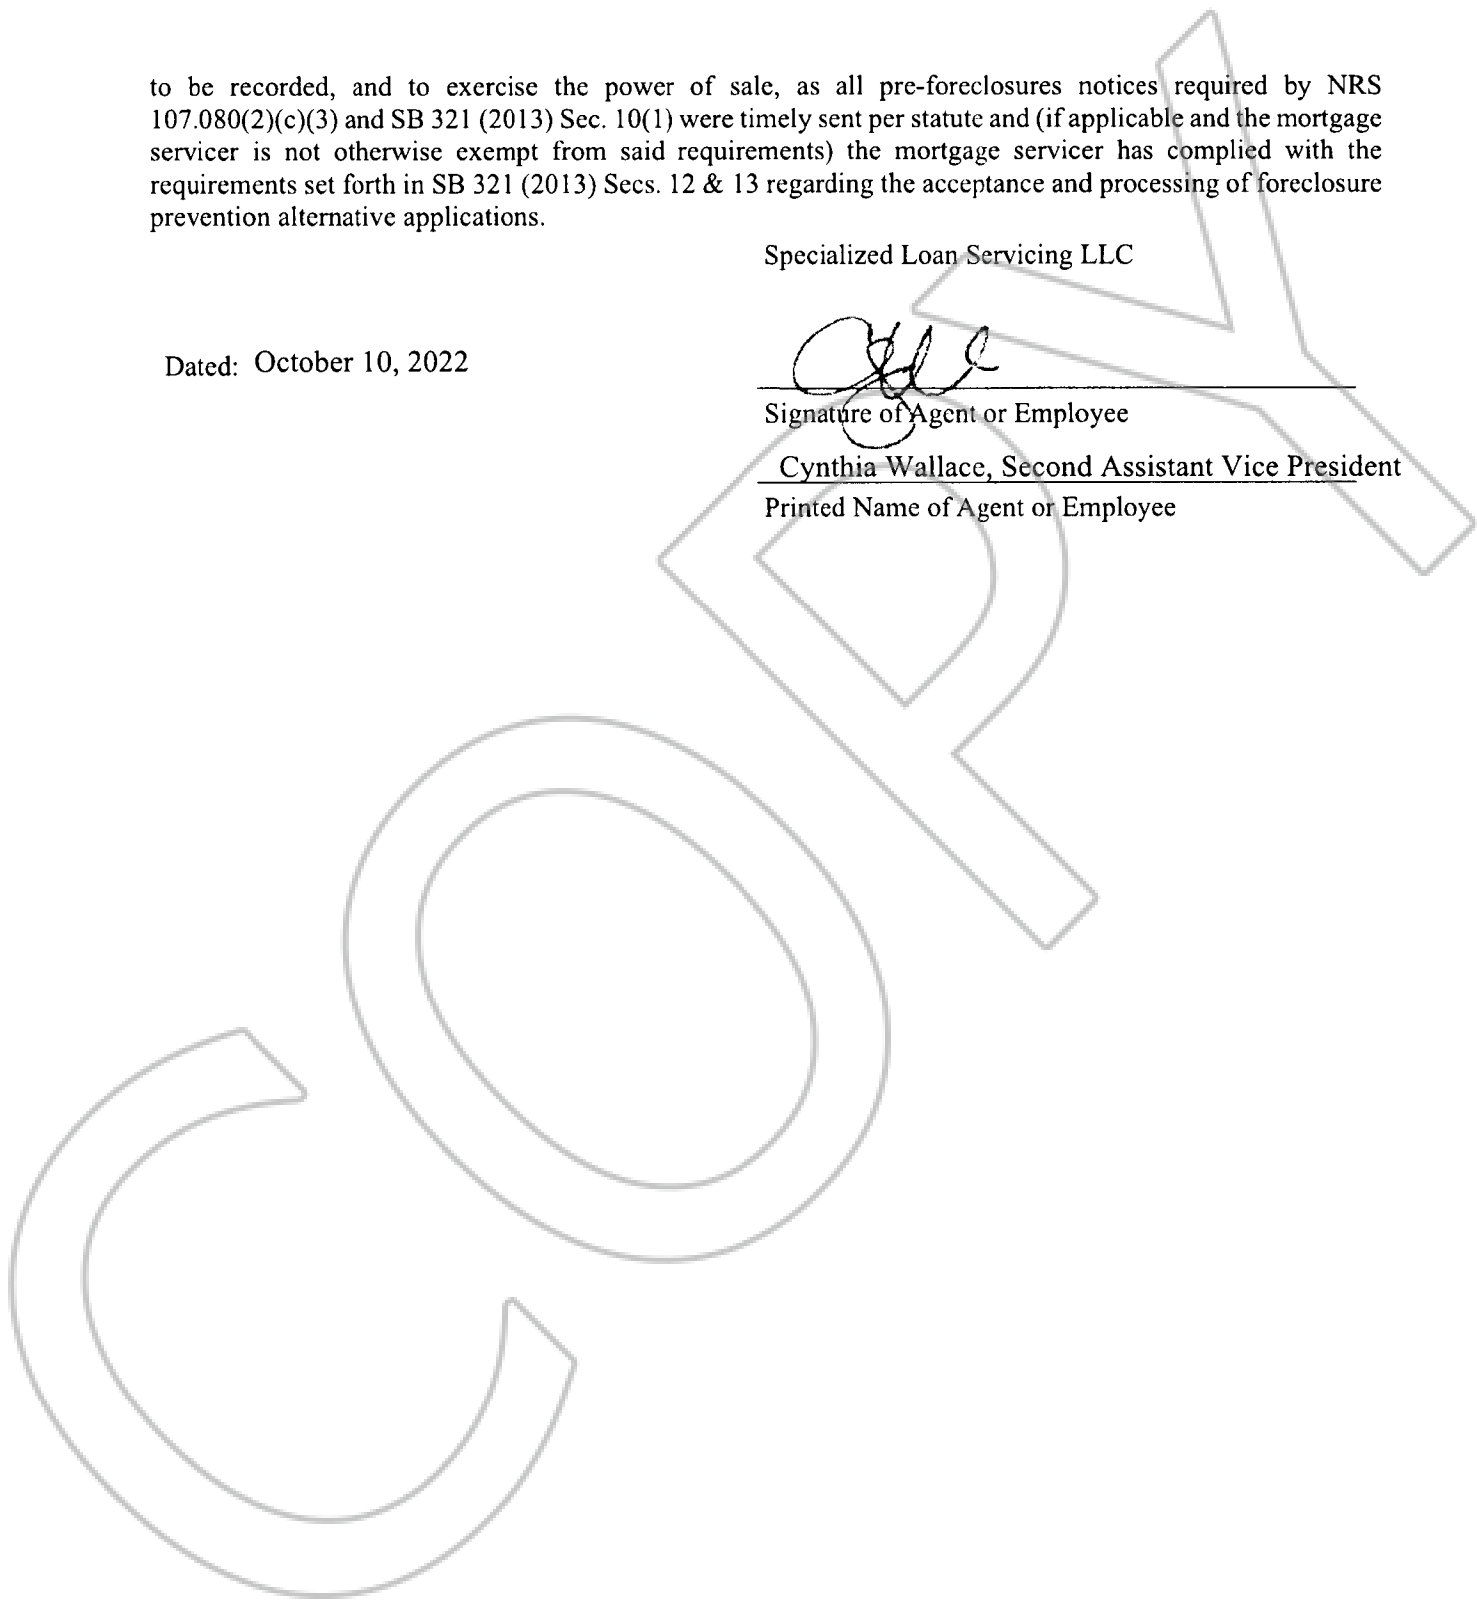 to be recorded, and to exercise the power of sale, as all pre-foreclosures notices required by NRS
107.080(2)(c)(3) and SB 321 (2013) Sec. 10(1) were timely sent per statute and (if applicable and the mortgage
servicer is not otherwise exempt from said requirements) the mortgage servicer has complied with the
requirements set forth in SB 321 (2013) Secs. 12 & 13 regarding the acceptance and processing of foreclosure
prevention alternative applications.
Specialized Loan Servicing LLC
Dated: October 10, 2022
Signature of Agent or Employee
Cynthia Wallace, Second Assistant Vice President
Printed Name of Agent or Employee
COPY